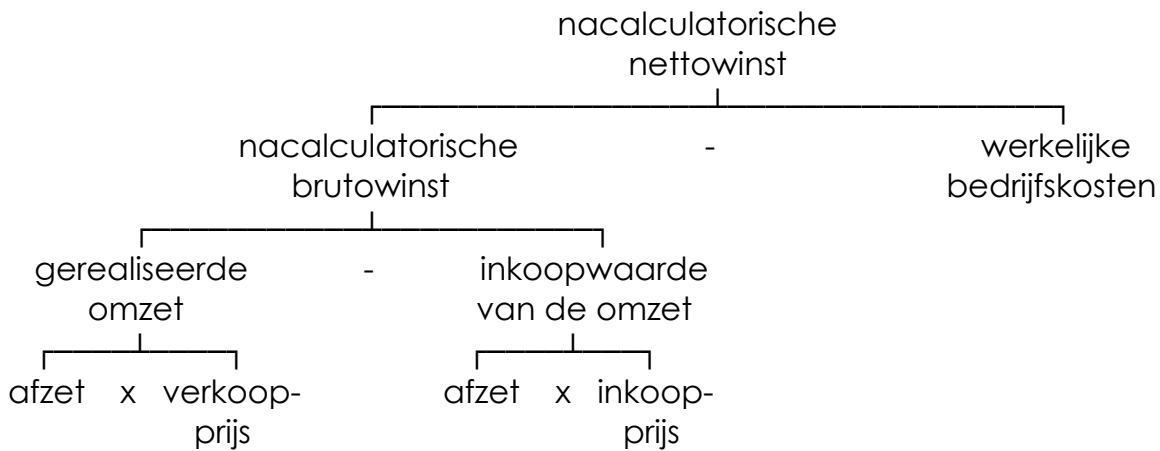 nacalculatorische
nettowinst
nacalculatorische - werkelijke
brutowinst bedrijfskosten
gerealiseerde - inkoopwaarde
omzet van de omzet
afzet x verkoop- afzet x inkoop-
prijs prijs